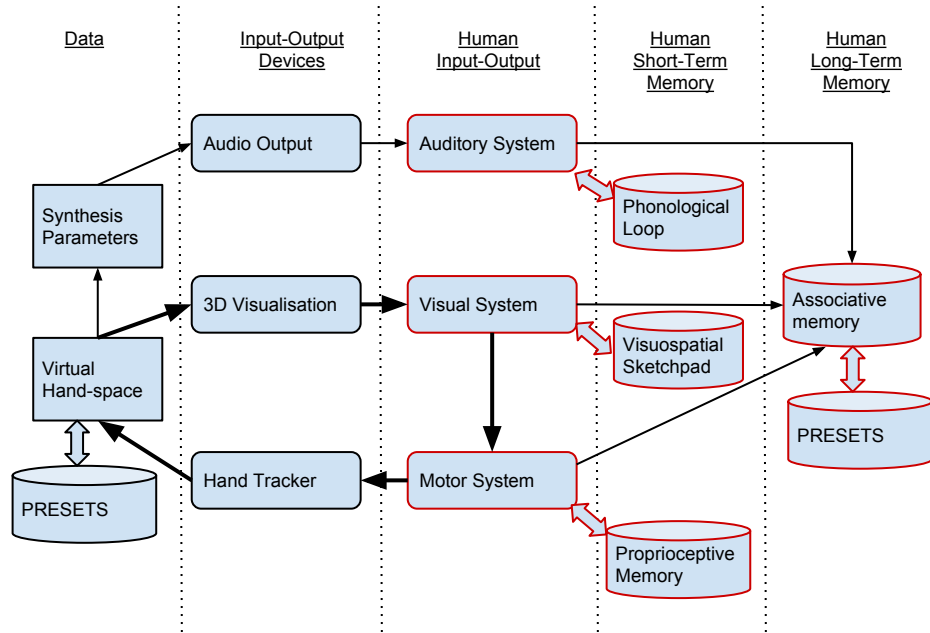 Data
Input-Output
Devices
Human
Input-Output
Human
Short-Term
Memory
Human
Long-Term
Memory
Audio Output
Auditory System
Synthesis
Parameters
Phonological
Loop
3D Visualisation
Visual System
Associative
memory
Virtual
Hand-space
Visuospatial
Sketchpad
PRESETS
Hand Tracker
Motor System
PRESETS
Proprioceptive
Memory